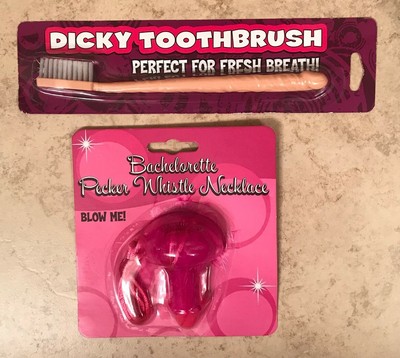 DICKY TOOTHBRUSH
PERFECT FOR FRESH BREATH!
Bachelorette
Pecker Whistle Necklace
BLOW ME!